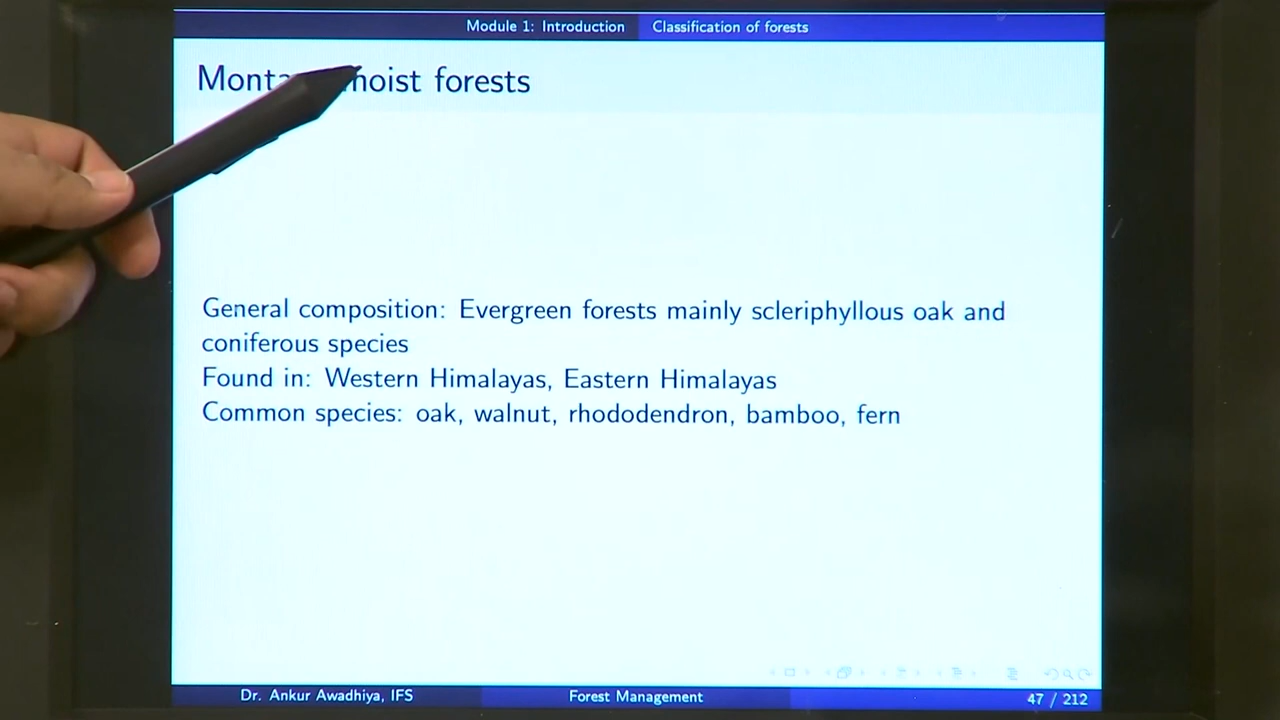 Module 1: Introduction Classification of forests
moist forests
General composition: Evergreen forests mainly scleriphyllous oak and
coniferous species
Found in: Western Himalayas, Eastern Himalayas
Common species: oak, walnut, rhododendron, bamboo, fern
Dr. Ankur Awadhiya, IFS Forest Management 47 / 212